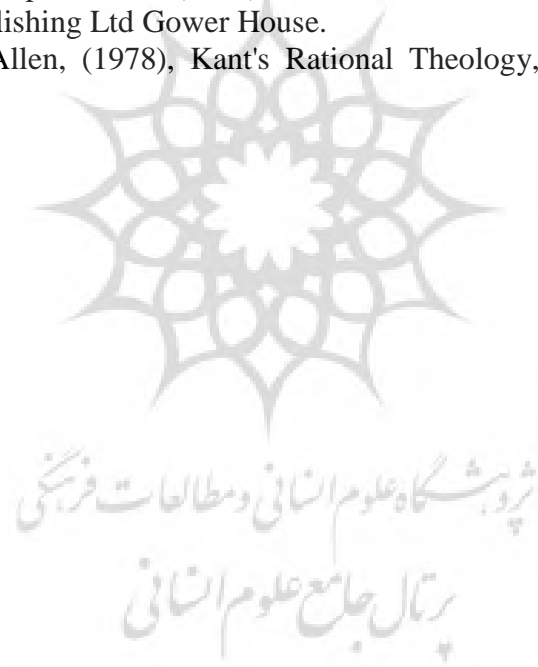 lishing Ltd Gower House.
Allen, (1978), Kant's Rational Theology,
پژوهشگاه علوم انسانی و مطالعات فرهنگی
پرتال جامع علوم انسانی